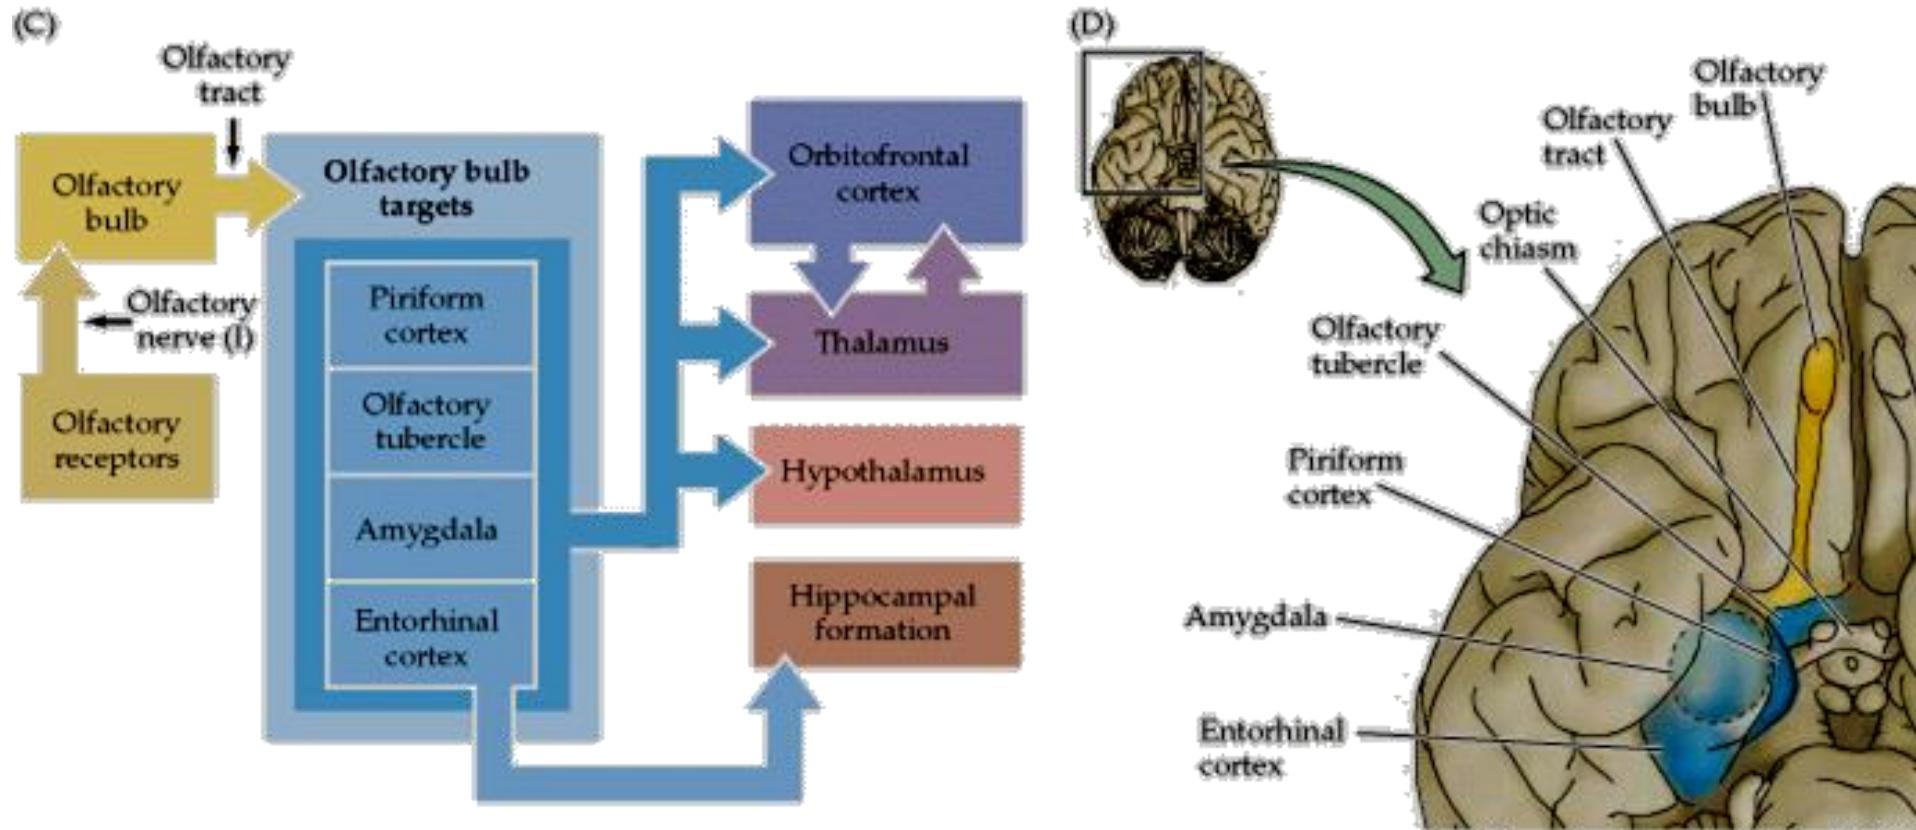 (C)
Olfactory
tract
Olfactory
bulb
Olfactory
nerve (I)
Olfactory
receptors
Olfactory bulb
targets
Piriform
cortex
Olfactory
tubercle
Amygdala
Entorhinal
cortex
Orbitofrontal
cortex
Thalamus
Hypothalamus
Hippocampal
formation
(D)
Olfactory
bulb
Olfactory
tract
Optic
chiasm
Olfactory
tubercle
Piriform
cortex
Amygdala
Entorhinal
cortex